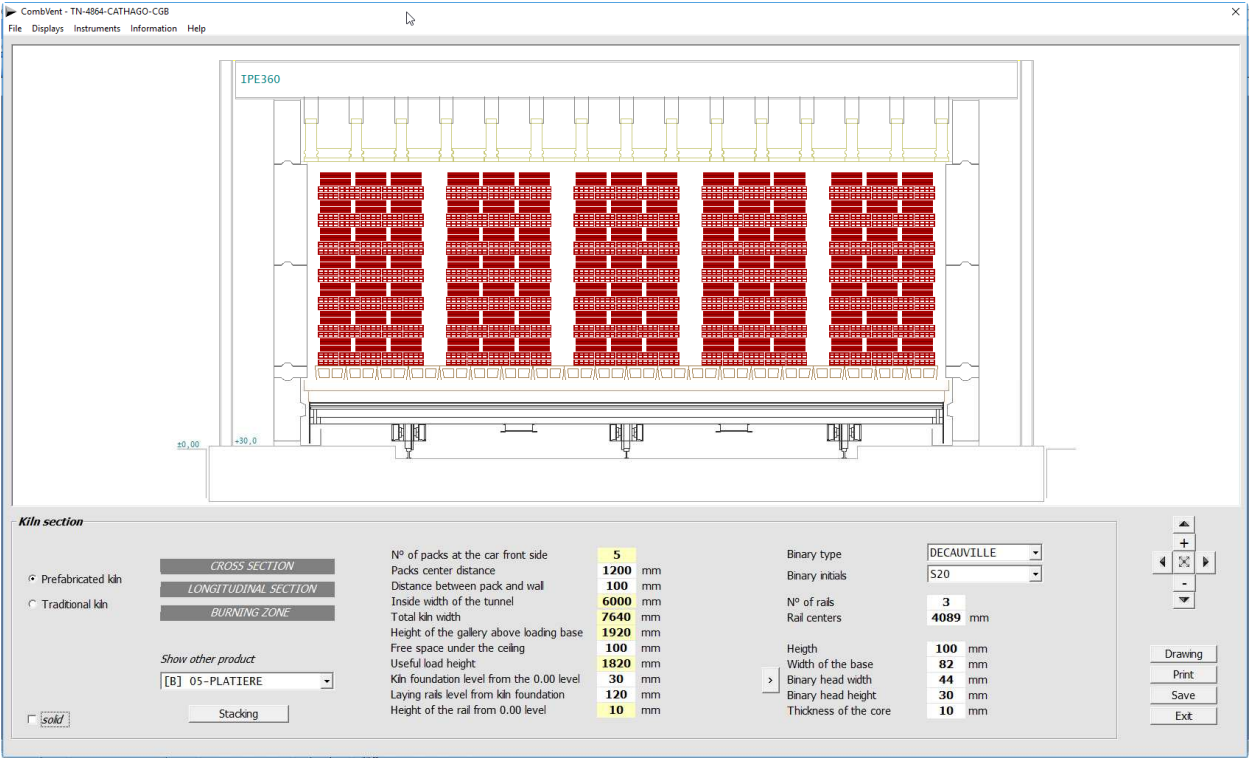 CombVent - TN-4864-CATHAGO-CGB
File Displays Instruments Information Help
IPE360
±0,00
+30,0
Kiln section
Prefabricated kiln
Traditional kiln
CROSS SECTION
LONGITUDINAL SECTION
BURNING ZONE
Show other product
[B] 05-PLATIERE
Stacking
solid
Nº of packs at the car front side 5
Packs center distance 1200 mm
Distance between pack and wall 100 mm
Inside width of the tunnel 6000 mm
Total kiln width 7640 mm
Height of the gallery above loading base 1920 mm
Free space under the ceiling 100 mm
Useful load height 1820 mm
Kiln foundation level from the 0.00 level 30 mm
Laying rails level from kiln foundation 120 mm
Height of the rail from 0.00 level 10 mm
>
Binary type DECAUVILLE
Binary initials S20
Nº of rails 3
Rail centers 4089 mm
Heigth 100 mm
Width of the base 82 mm
Binary head width 44 mm
Binary head height 30 mm
Thickness of the core 10 mm
+
-
Drawing
Print
Save
Exit